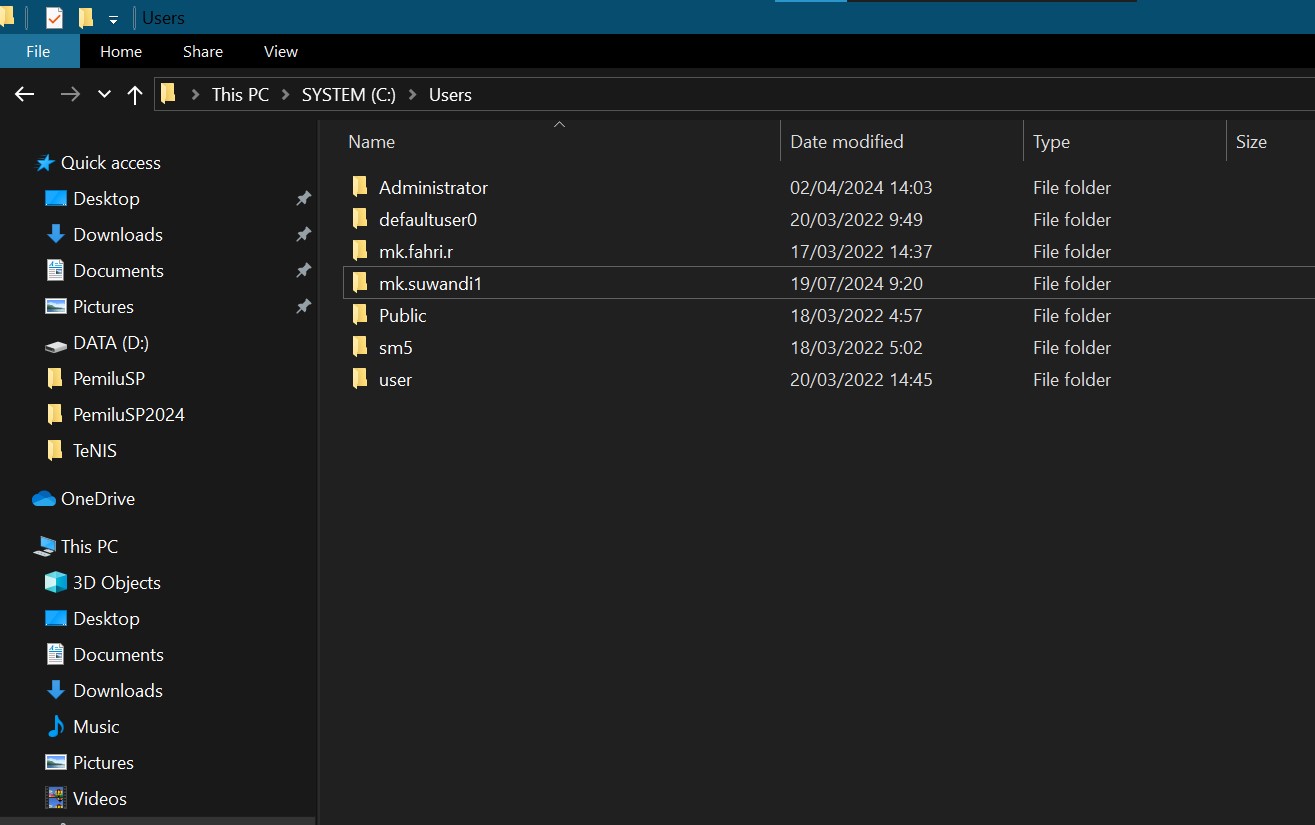 Users
File Home Share View
This PC SYSTEM (C:) Users
Name Date modified Type Size
Quick access
Desktop
Downloads
Documents
Pictures
DATA (D:)
PemiluSP
PemiluSP2024
TeNIS
OneDrive
This PC
3D Objects
Desktop
Documents
Downloads
Music
Pictures
Videos
Administrator 02/04/2024 14:03 File folder
defaultuser0 20/03/2022 9:49 File folder
mk.fahri.r 17/03/2022 14:37 File folder
mk.suwandi1 19/07/2024 9:20 File folder
Public 18/03/2022 4:57 File folder
sm5 18/03/2022 5:02 File folder
user 20/03/2022 14:45 File folder